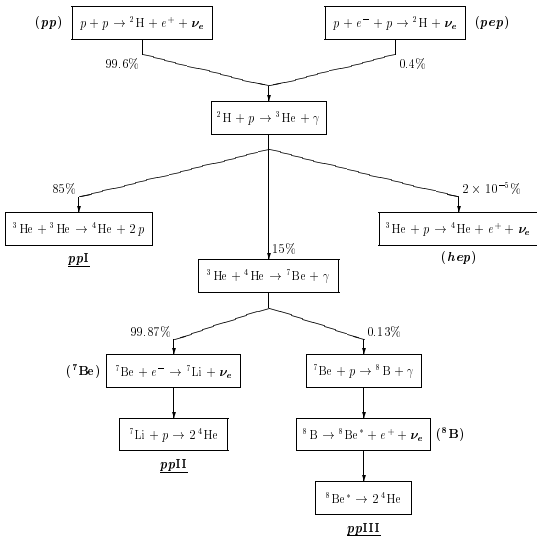 (pp) p + p → ²H + e⁺ + νₑ p + e⁻ + p → ²H + νₑ (pep)
99.6% 0.4%
²H + p → ³He + γ
85% 2 × 10⁻⁵%
³He + ³He → ⁴He + 2 p ³He + p → ⁴He + e⁺ + νₑ
15%
ppI (hep)
³He + ⁴He → ⁷Be + γ
99.87% 0.13%
(⁷Be) ⁷Be + e⁻ → ⁷Li + νₑ ⁷Be + p → ⁸B + γ
⁷Li + p → 2 ⁴He ⁸B → ⁸Be* + e⁺ + νₑ (⁸B)
ppII
⁸Be* → 2 ⁴He
ppIII